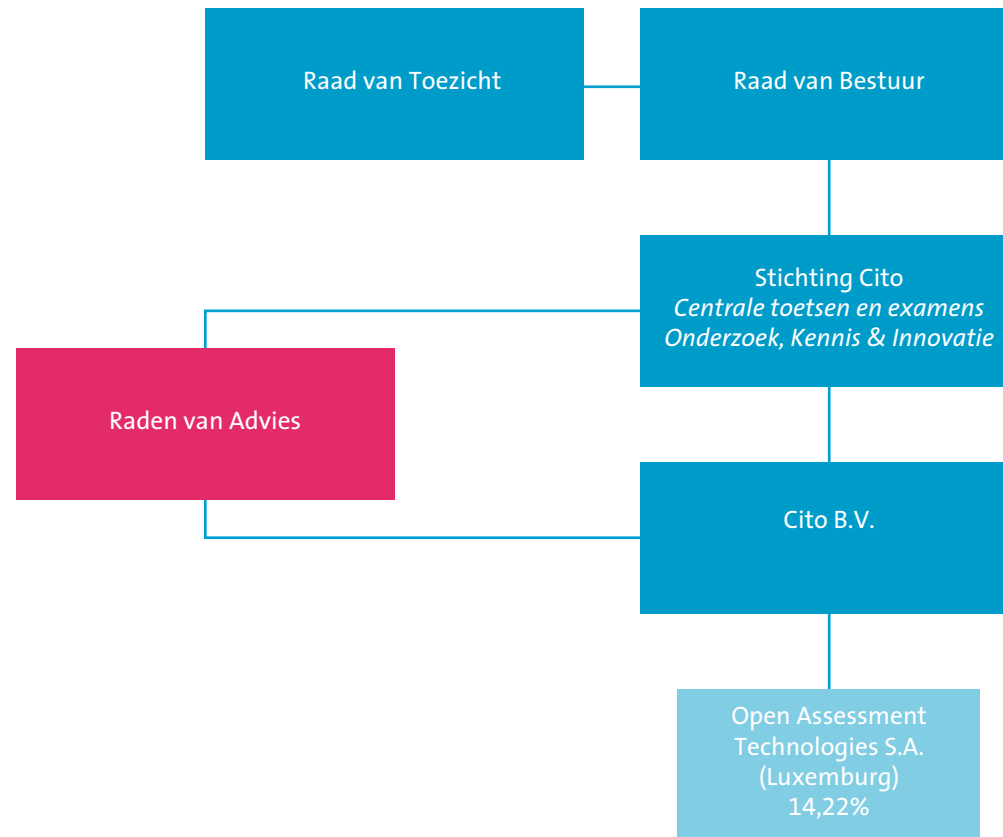 Raad van Toezicht
Raad van Bestuur
Stichting Cito
Centrale toetsen en examens
Onderzoek, Kennis & Innovatie
Raden van Advies
Cito B.V.
Open Assessment
Technologies S.A.
(Luxemburg)
14,22%